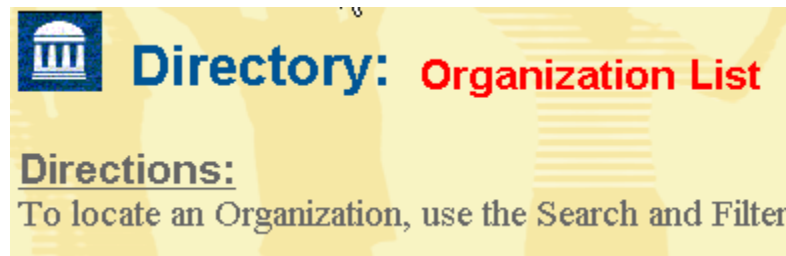 Directory: Organization List
Directions:
To locate an Organization, use the Search and Filter